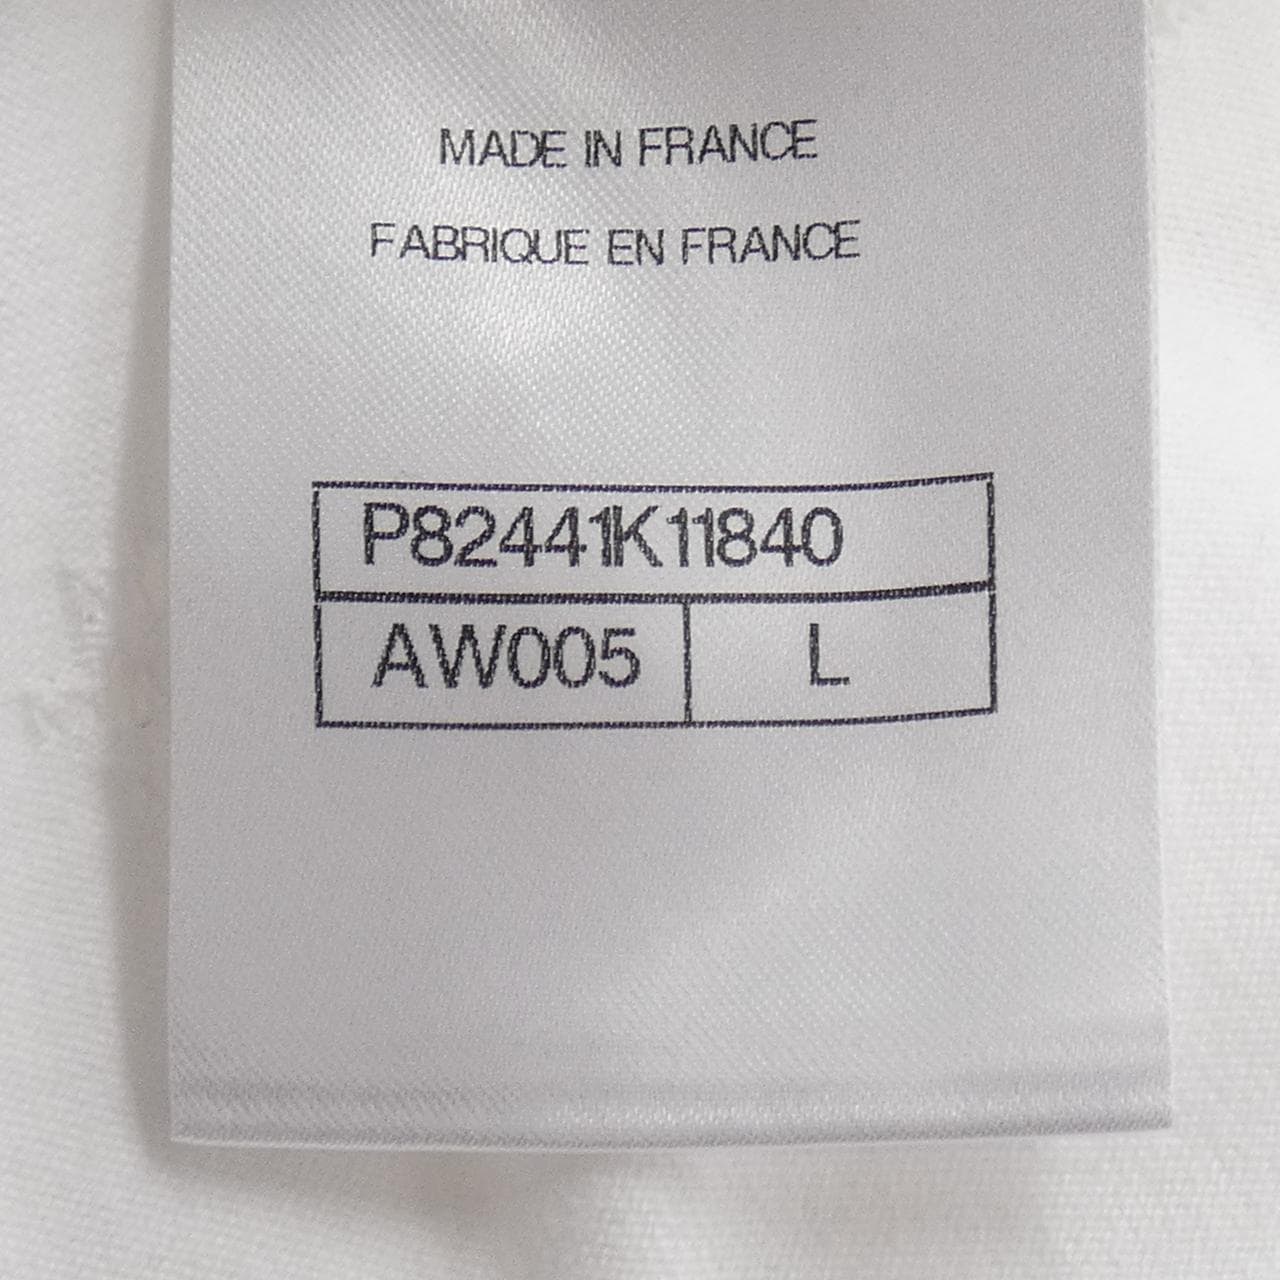 MADE IN FRANCE
FABRIQUE EN FRANCE
P82441K11840
AW005 L